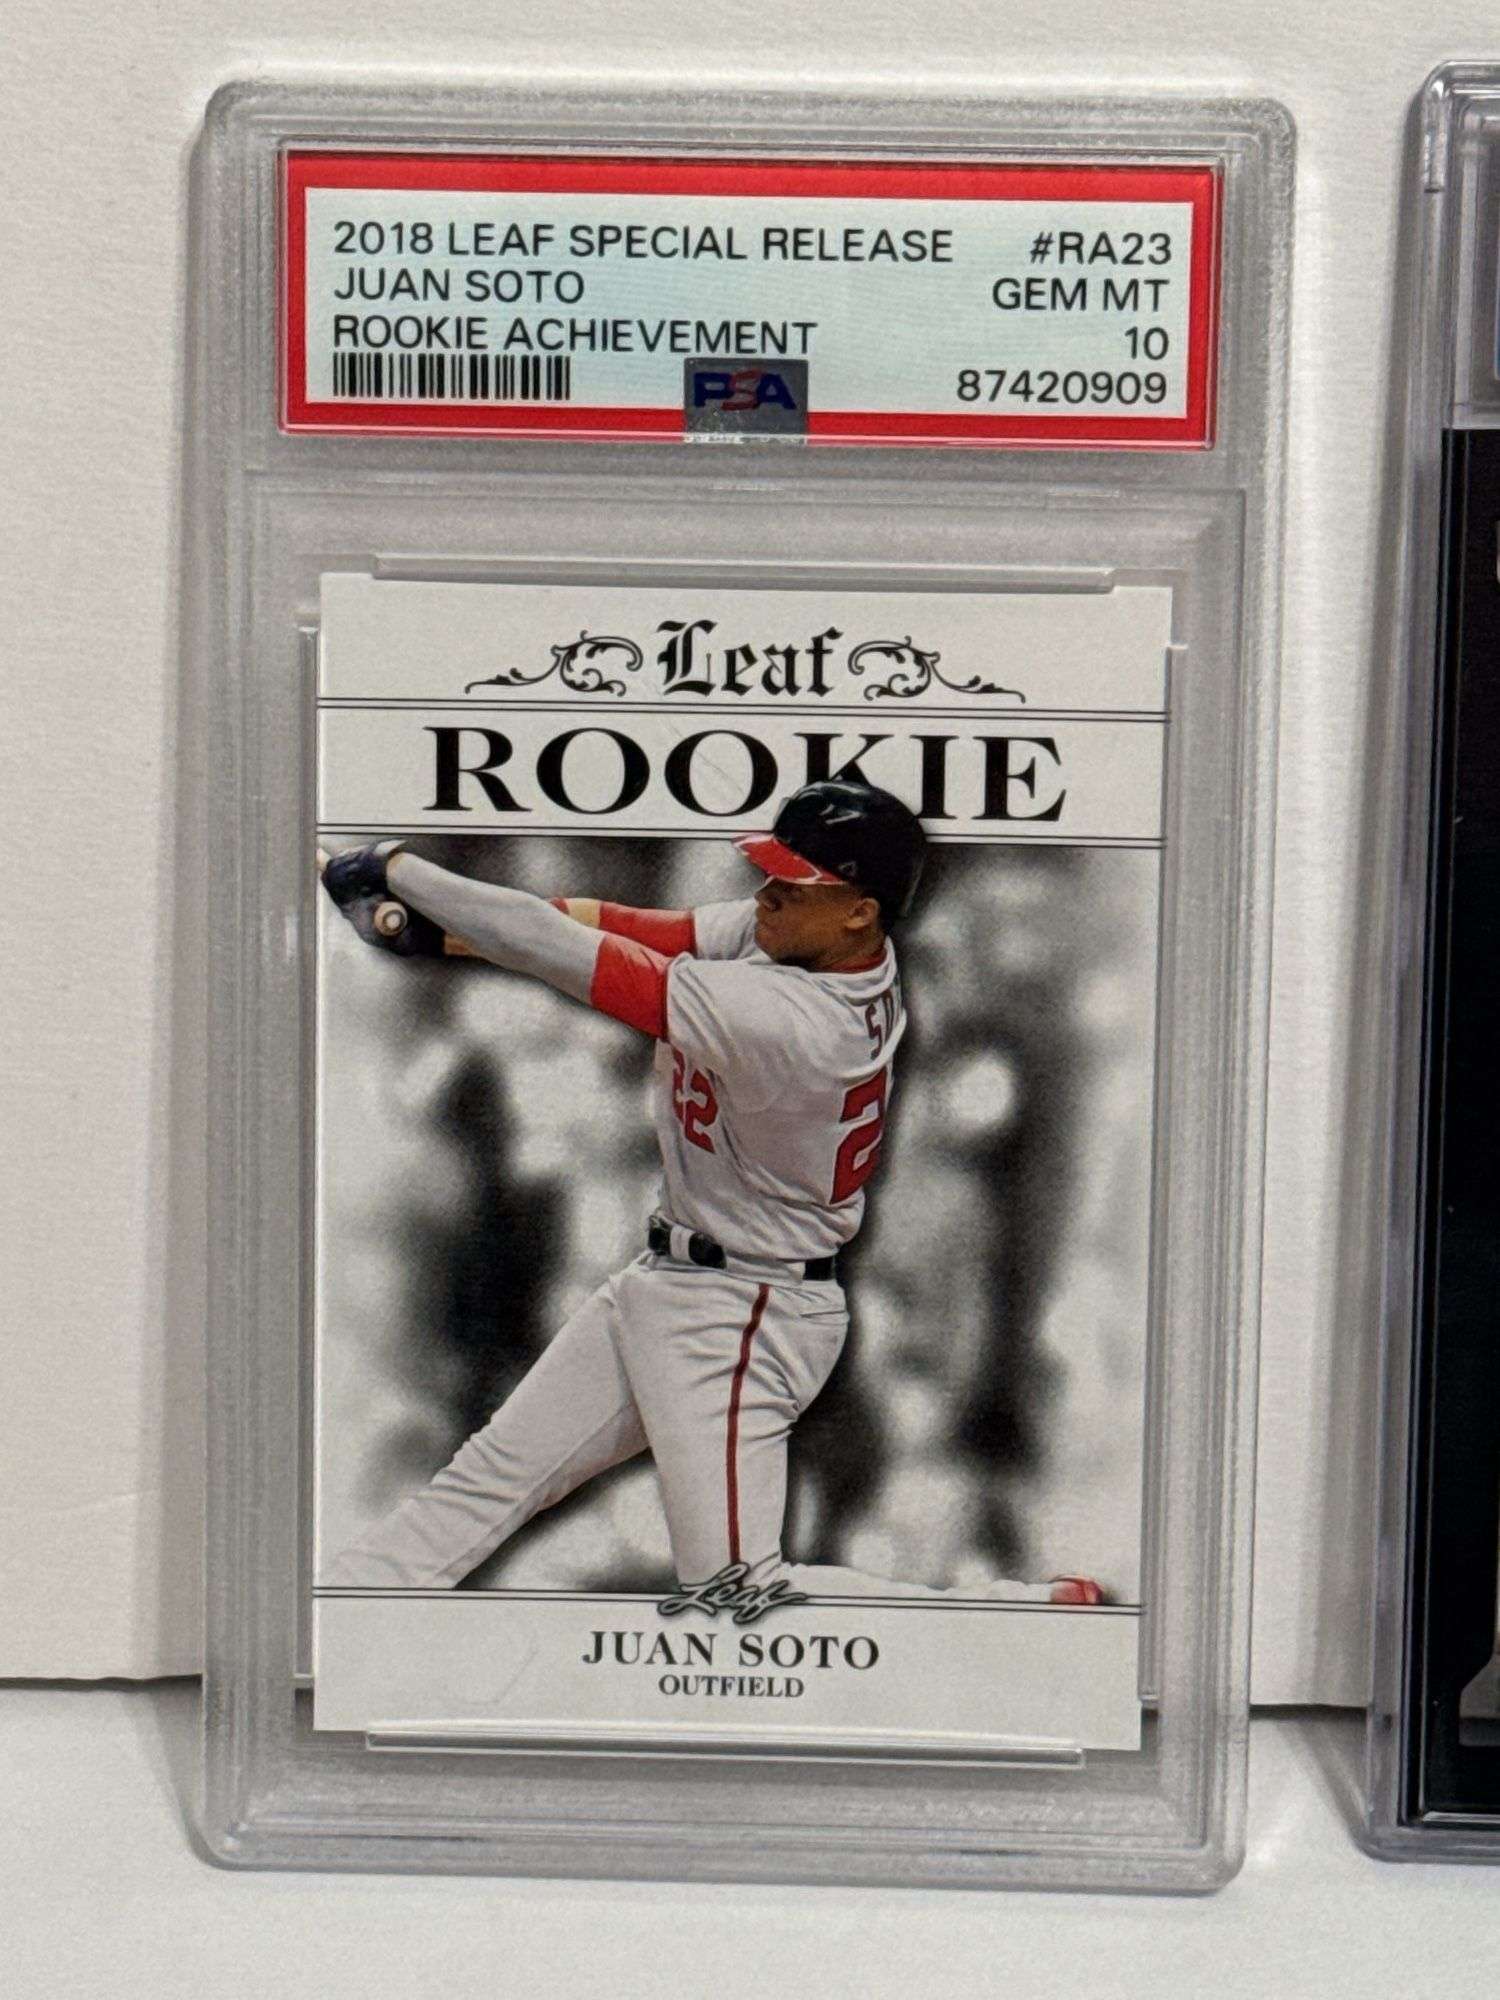 2018 LEAF SPECIAL RELEASE #RA23
JUAN SOTO GEM MT
ROOKIE ACHIEVEMENT 10
PSA 87420909
Leaf
ROOKIE
22
2
Leaf
JUAN SOTO
OUTFIELD